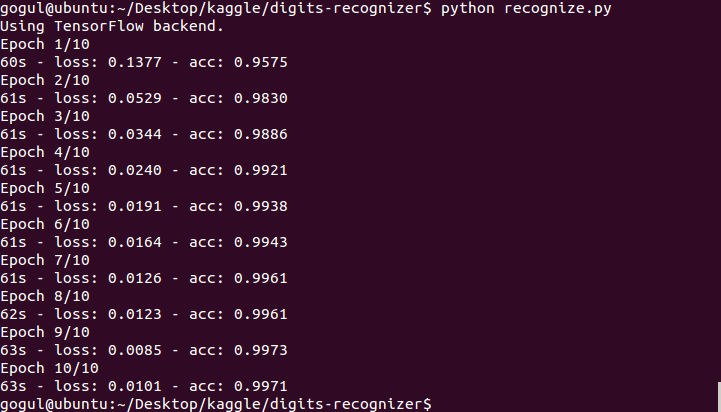 gogul@ubuntu:~/Desktop/kaggle/digits-recognizer$ python recognize.py
Using TensorFlow backend.
Epoch 1/10
60s - loss: 0.1377 - acc: 0.9575
Epoch 2/10
61s - loss: 0.0529 - acc: 0.9830
Epoch 3/10
61s - loss: 0.0344 - acc: 0.9886
Epoch 4/10
61s - loss: 0.0240 - acc: 0.9921
Epoch 5/10
61s - loss: 0.0191 - acc: 0.9938
Epoch 6/10
61s - loss: 0.0164 - acc: 0.9943
Epoch 7/10
61s - loss: 0.0126 - acc: 0.9961
Epoch 8/10
62s - loss: 0.0123 - acc: 0.9961
Epoch 9/10
63s - loss: 0.0085 - acc: 0.9973
Epoch 10/10
63s - loss: 0.0101 - acc: 0.9971
gogul@ubuntu:~/Desktop/kaggle/digits-recognizer$